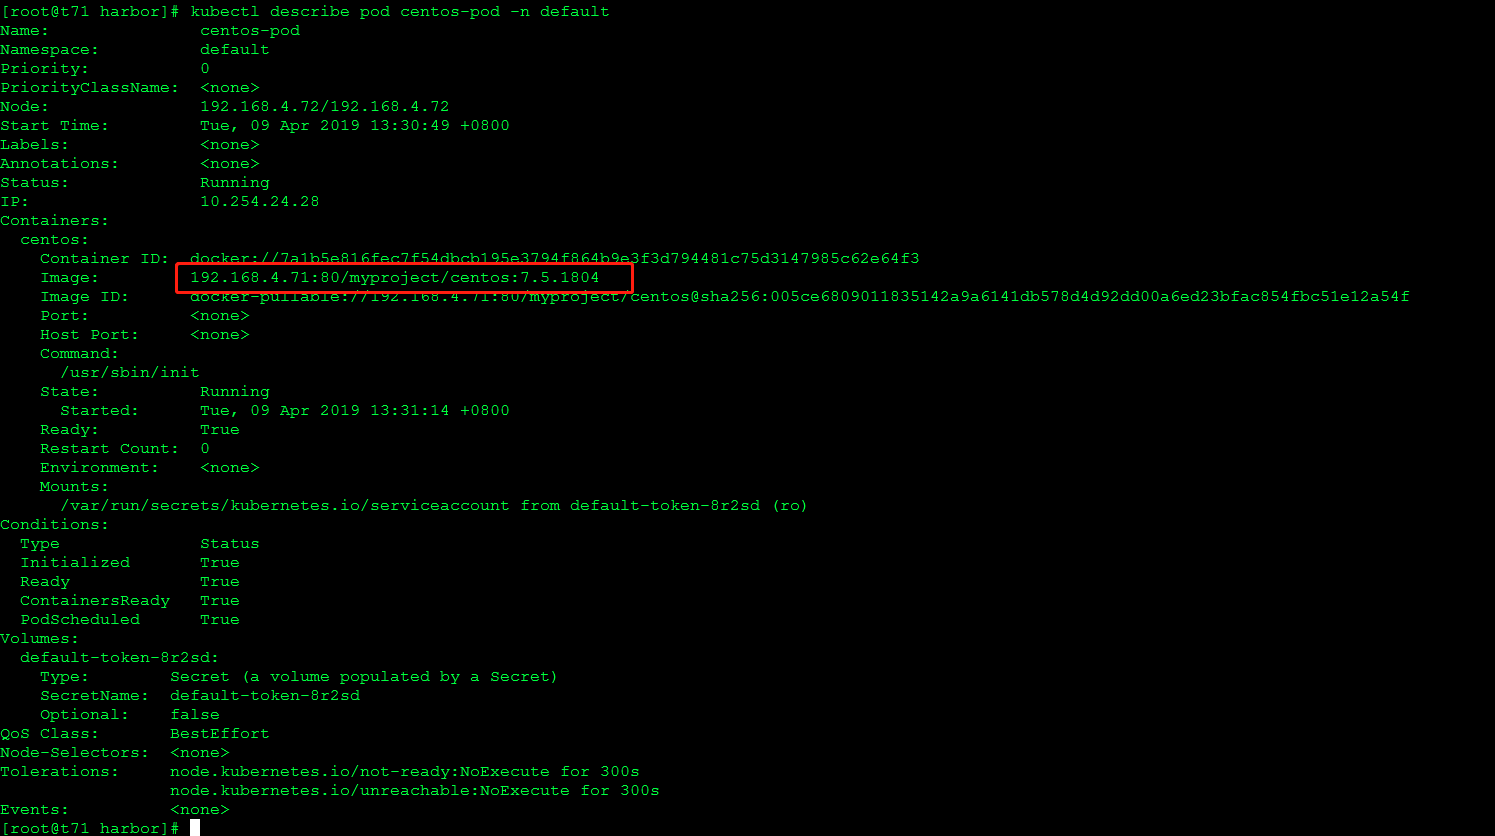 [root@t71 harbor]# kubectl describe pod centos-pod -n default
Name:               centos-pod
Namespace:          default
Priority:           0
PriorityClassName:  <none>
Node:               192.168.4.72/192.168.4.72
Start Time:         Tue, 09 Apr 2019 13:30:49 +0800
Labels:             <none>
Annotations:        <none>
Status:             Running
IP:                 10.254.24.28
Containers:
  centos:
    Container ID:  docker://7a1b5e816fec7f54dbcb195e3794f864b9e3f3d794481c75d3147985c62e64f3
    Image:         192.168.4.71:80/myproject/centos:7.5.1804
    Image ID:      docker-pullable://192.168.4.71:80/myproject/centos@sha256:005ce6809011835142a9a6141db578d4d92dd00a6ed23bfac854fbc51e12a54f
    Port:          <none>
    Host Port:     <none>
    Command:
      /usr/sbin/init
    State:          Running
      Started:      Tue, 09 Apr 2019 13:31:14 +0800
    Ready:          True
    Restart Count:  0
    Environment:    <none>
    Mounts:
      /var/run/secrets/kubernetes.io/serviceaccount from default-token-8r2sd (ro)
Conditions:
  Type              Status
  Initialized       True
  Ready             True
  ContainersReady   True
  PodScheduled      True
Volumes:
  default-token-8r2sd:
    Type:        Secret (a volume populated by a Secret)
    SecretName:  default-token-8r2sd
    Optional:    false
QoS Class:       BestEffort
Node-Selectors:  <none>
Tolerations:     node.kubernetes.io/not-ready:NoExecute for 300s
                 node.kubernetes.io/unreachable:NoExecute for 300s
Events:          <none>
[root@t71 harbor]#